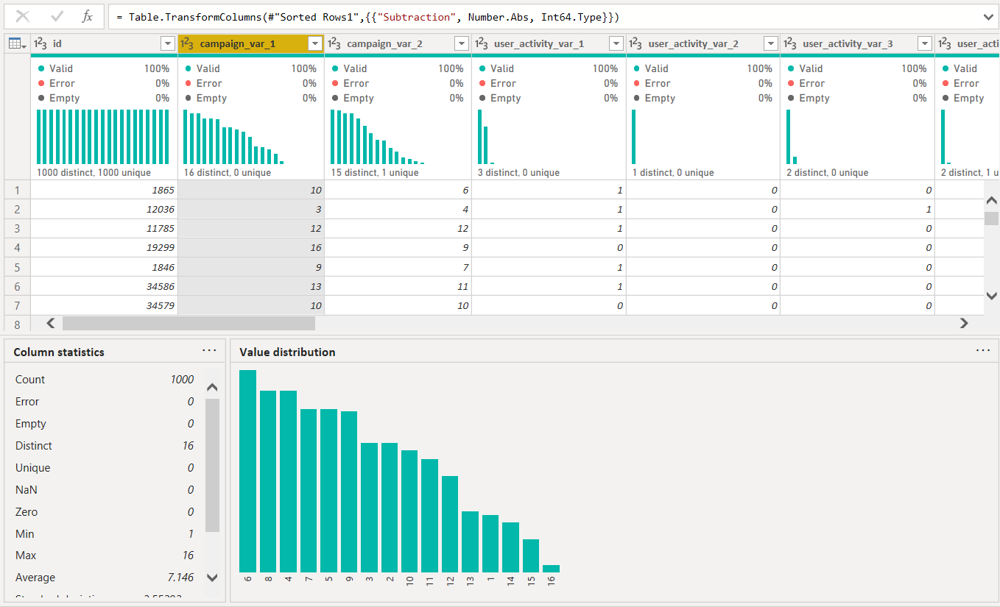 fx = Table.TransformColumns(#"Sorted Rows1",{{"Subtraction", Number.Abs, Int64.Type}})
1²3 id 1²3 campaign_var_1 1²3 campaign_var_2 1²3 user_activity_var_1 1²3 user_activity_var_2 1²3 user_activity_var_3 1²3 user_acti
Valid 100% Valid 100% Valid 100% Valid 100% Valid 100% Valid 100% Valid
Error 0% Error 0% Error 0% Error 0% Error 0% Error 0% Error
Empty 0% Empty 0% Empty 0% Empty 0% Empty 0% Empty 0% Empty
1000 distinct, 1000 unique 16 distinct, 0 unique 15 distinct, 1 unique 3 distinct, 0 unique 1 distinct, 0 unique 2 distinct, 0 unique 2 distinct, 1 u
1 1865 10 6 1 0 0
2 12036 3 4 1 0 1
3 11785 12 12 1 0 0
4 19299 16 9 0 0 0
5 1846 9 7 1 0 0
6 34586 13 11 1 0 0
7 34579 10 10 0 0 0
8
Column statistics ...
Count 1000
Error 0
Empty 0
Distinct 16
Unique 0
NaN 0
Zero 0
Min 1
Max 16
Average 7.146
Value distribution ...
6 8 4 7 5 9 3 2 10 11 12 13 1 14 15 16